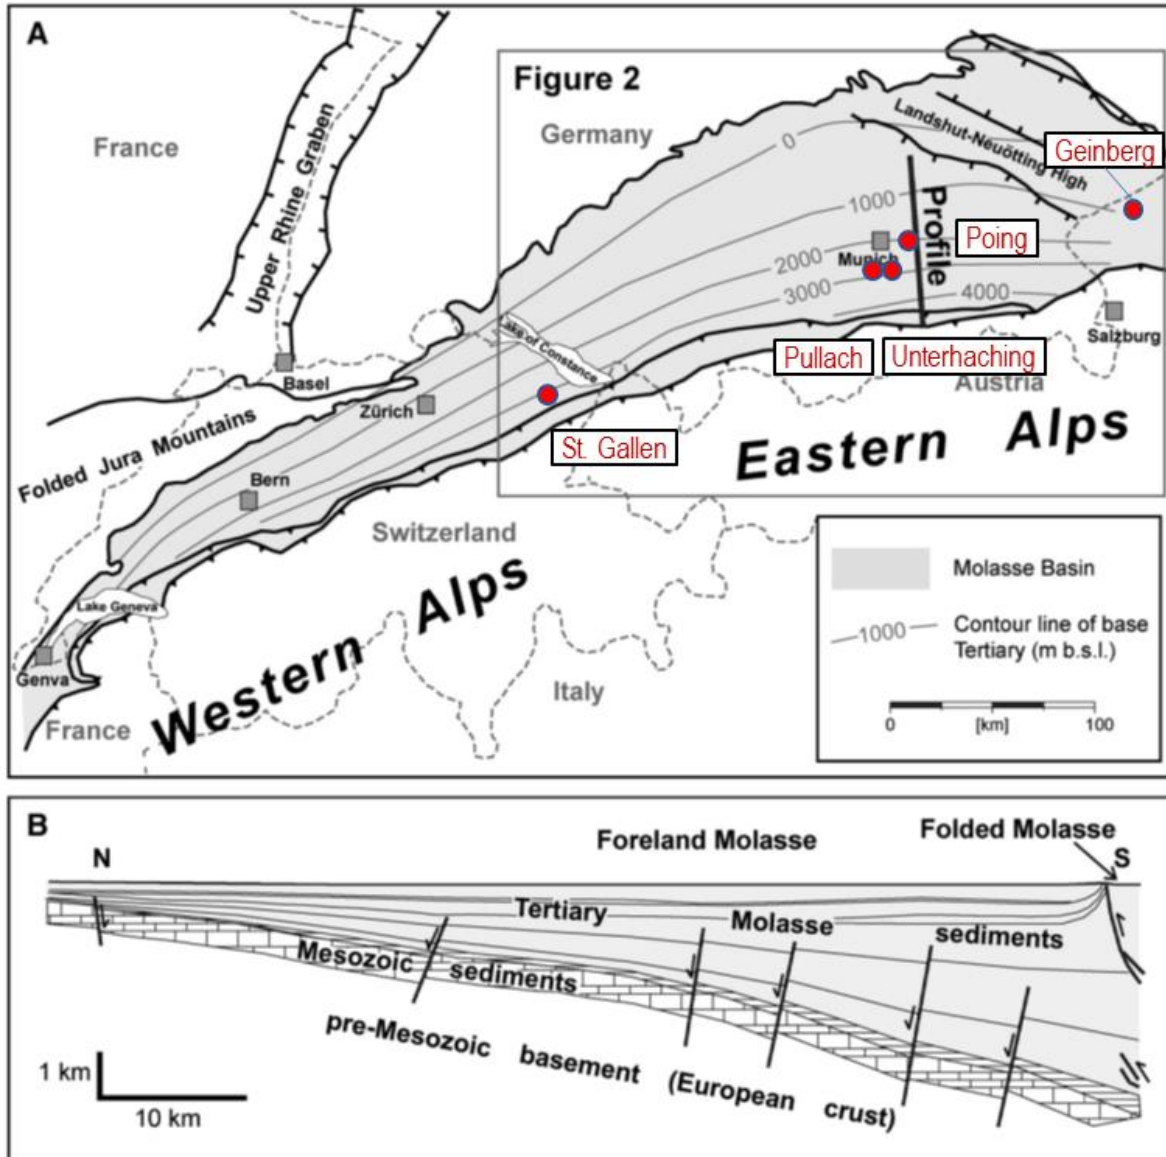 A
Figure 2
France
Germany
Upper Rhine Graben
Landshut-Neuötting High
Geinberg
0
1000
2000
3000
4000
Profile
Poing
Munich
Pullach
Unterhaching
Salzburg
Austria
Lake of Constance
Basel
Zürich
Folded Jura Mountains
St. Gallen
Eastern Alps
Bern
Switzerland
Western Alps
Lake Geneva
Genva
France
Italy
Molasse Basin
1000
Contour line of base
Tertiary (m b.s.l.)
0 [km] 100
B
N
Foreland Molasse
Folded Molasse
S
Tertiary Molasse sediments
Mesozoic sediments
pre-Mesozoic basement (European crust)
1 km
10 km